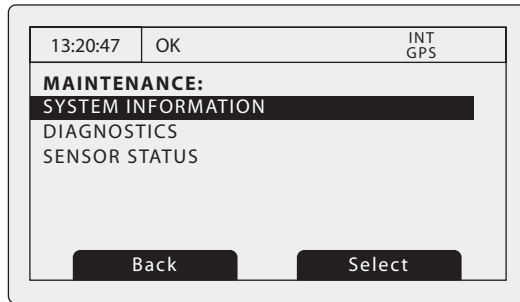 13:20:47 OK INT
GPS
MAINTENANCE:
SYSTEM INFORMATION
DIAGNOSTICS
SENSOR STATUS
Back Select